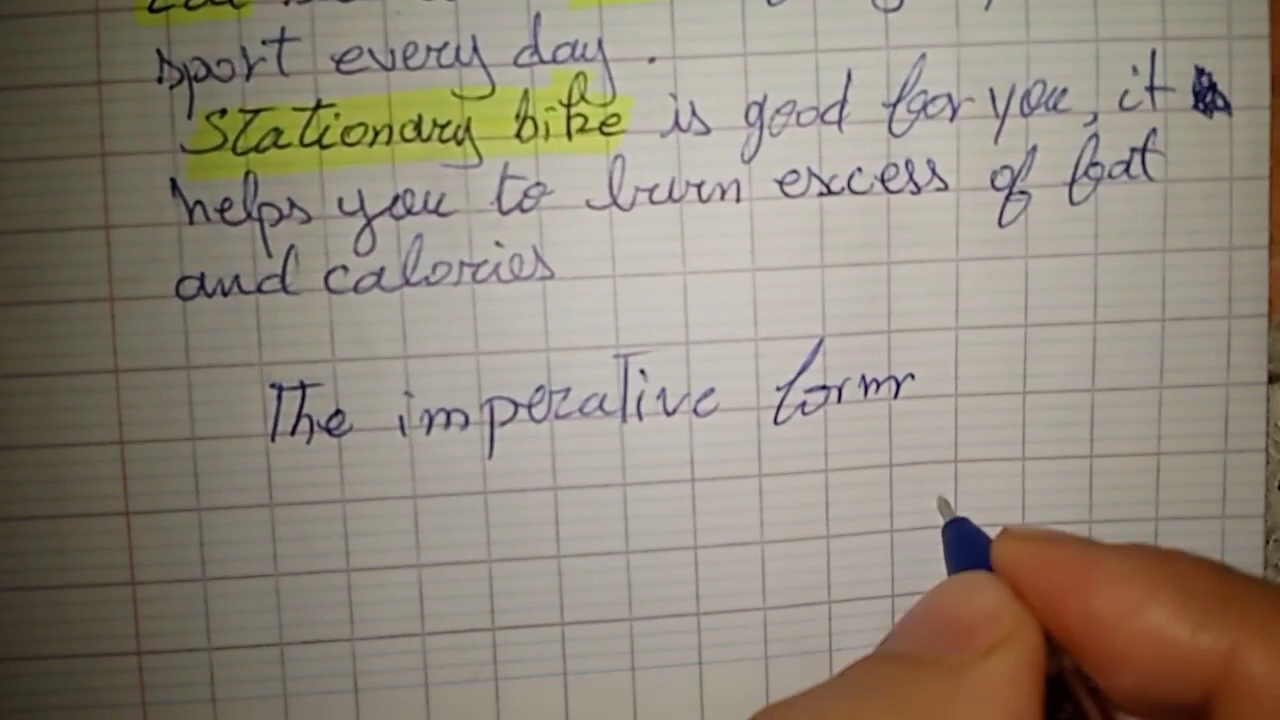 sport every day.
Stationary bike is good for you, it
helps you to burn excess of fat
and calories
The imperative form